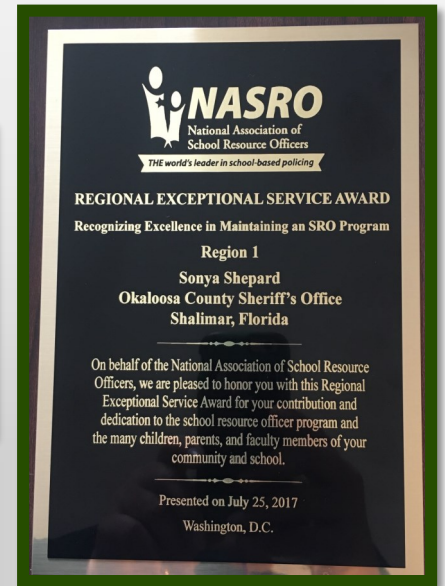 NASRO
National Association of
School Resource Officers
THE world's leader in school-based policing
REGIONAL EXCEPTIONAL SERVICE AWARD
Recognizing Excellence in Maintaining an SRO Program
Region 1
Sonya Shepard
Okaloosa County Sheriff's Office
Shalimar, Florida
On behalf of the National Association of School Resource
Officers, we are pleased to honor you with this Regional
Exceptional Service Award for your contribution and
dedication to the school resource officer program and
the many children, parents, and faculty members of your
community and school.
Presented on July 25, 2017
Washington, D.C.